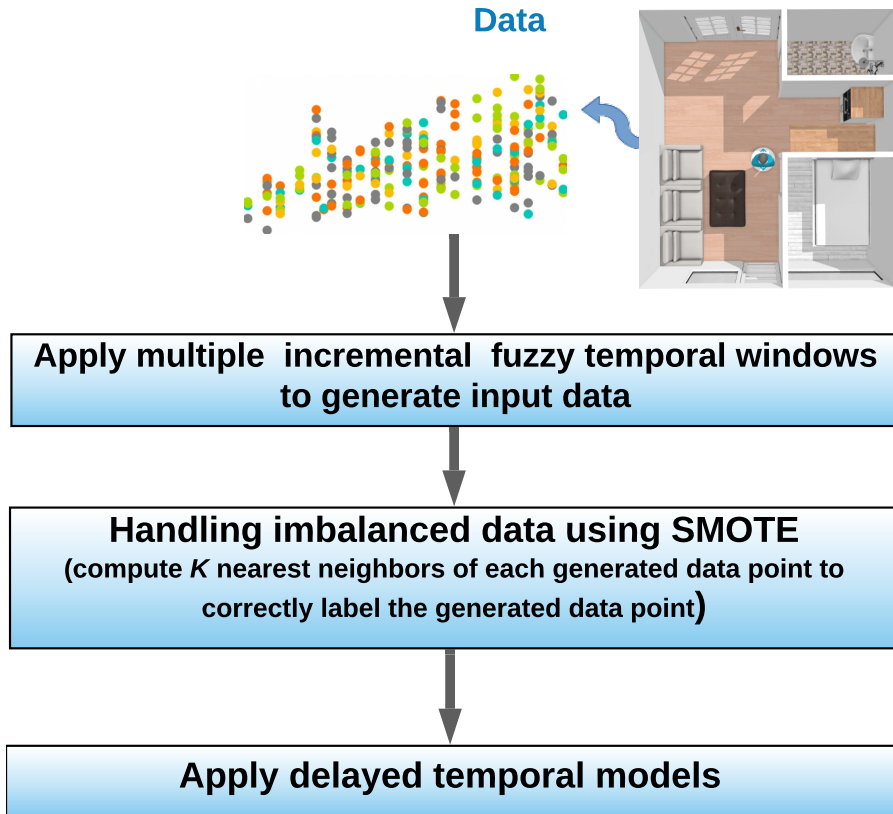 Data
Apply multiple incremental fuzzy temporal windows
to generate input data
Handling imbalanced data using SMOTE
(compute K nearest neighbors of each generated data point to
correctly label the generated data point)
Apply delayed temporal models